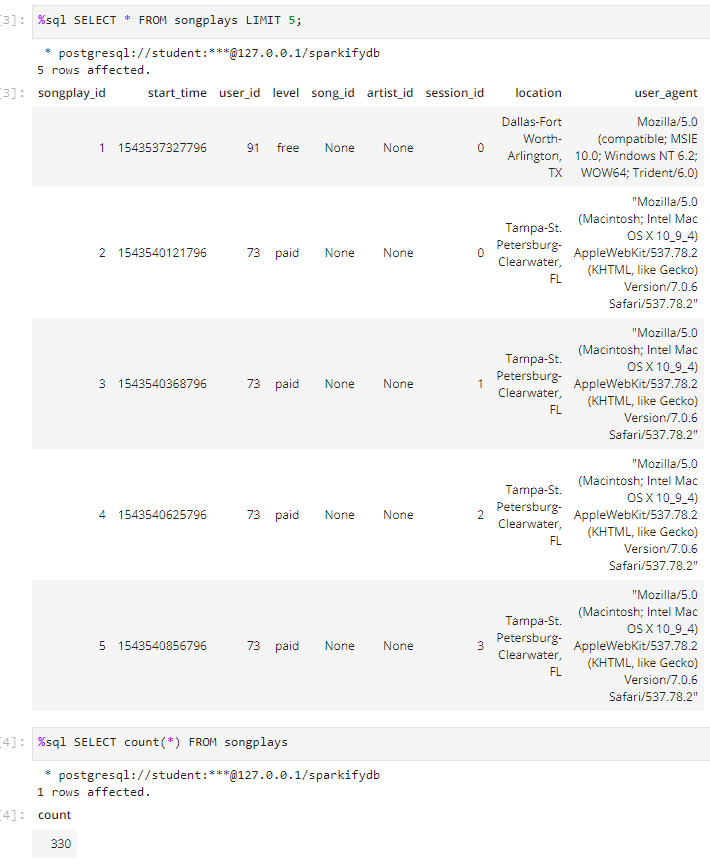 [3]: %sql SELECT * FROM songplays LIMIT 5;
* postgresql://student:***@127.0.0.1/sparkifydb
5 rows affected.
[3]: songplay_id start_time user_id level song_id artist_id session_id location user_agent
1 1543537327796 91 free None None 0
Dallas-Fort
Worth-
Arlington,
TX
Mozilla/5.0
(compatible; MSIE
10.0; Windows NT 6.2;
WOW64; Trident/6.0)
2 1543540121796 73 paid None None 0
Tampa-St.
Petersburg-
Clearwater,
FL
"Mozilla/5.0
(Macintosh; Intel Mac
OS X 10_9_4)
AppleWebKit/537.78.2
(KHTML, like Gecko)
Version/7.0.6
Safari/537.78.2"
3 1543540368796 73 paid None None 1
Tampa-St.
Petersburg-
Clearwater,
FL
"Mozilla/5.0
(Macintosh; Intel Mac
OS X 10_9_4)
AppleWebKit/537.78.2
(KHTML, like Gecko)
Version/7.0.6
Safari/537.78.2"
4 1543540625796 73 paid None None 2
Tampa-St.
Petersburg-
Clearwater,
FL
"Mozilla/5.0
(Macintosh; Intel Mac
OS X 10_9_4)
AppleWebKit/537.78.2
(KHTML, like Gecko)
Version/7.0.6
Safari/537.78.2"
5 1543540856796 73 paid None None 3
Tampa-St.
Petersburg-
Clearwater,
FL
"Mozilla/5.0
(Macintosh; Intel Mac
OS X 10_9_4)
AppleWebKit/537.78.2
(KHTML, like Gecko)
Version/7.0.6
Safari/537.78.2"
[4]: %sql SELECT count(*) FROM songplays
* postgresql://student:***@127.0.0.1/sparkifydb
1 rows affected.
[4]: count
330